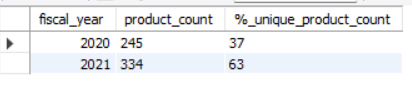 fiscal_year product_count %_unique_product_count
2020 245 37
2021 334 63